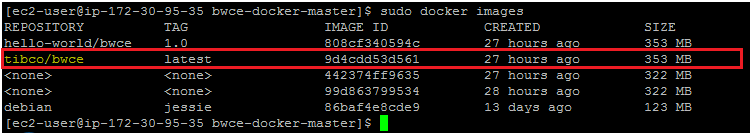 [ec2-user@ip-172-30-95-35 bwce-docker-master]$ sudo docker images
REPOSITORY TAG IMAGE ID CREATED SIZE
hello-world/bwce 1.0 808cf340594c 27 hours ago 353 MB
tibco/bwce latest 9d4cdd53d561 27 hours ago 353 MB
<none> <none> 442374ff9635 27 hours ago 322 MB
<none> <none> 99d863799534 28 hours ago 322 MB
debian jessie 86baf4e8cde9 13 days ago 123 MB
[ec2-user@ip-172-30-95-35 bwce-docker-master]$